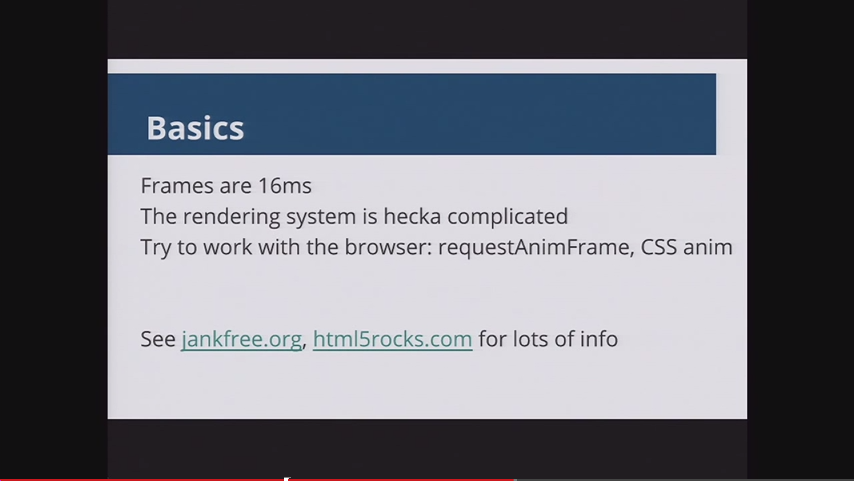 Basics
Frames are 16ms
The rendering system is hecka complicated
Try to work with the browser: requestAnimFrame, CSS anim
See jankfree.org, html5rocks.com for lots of info